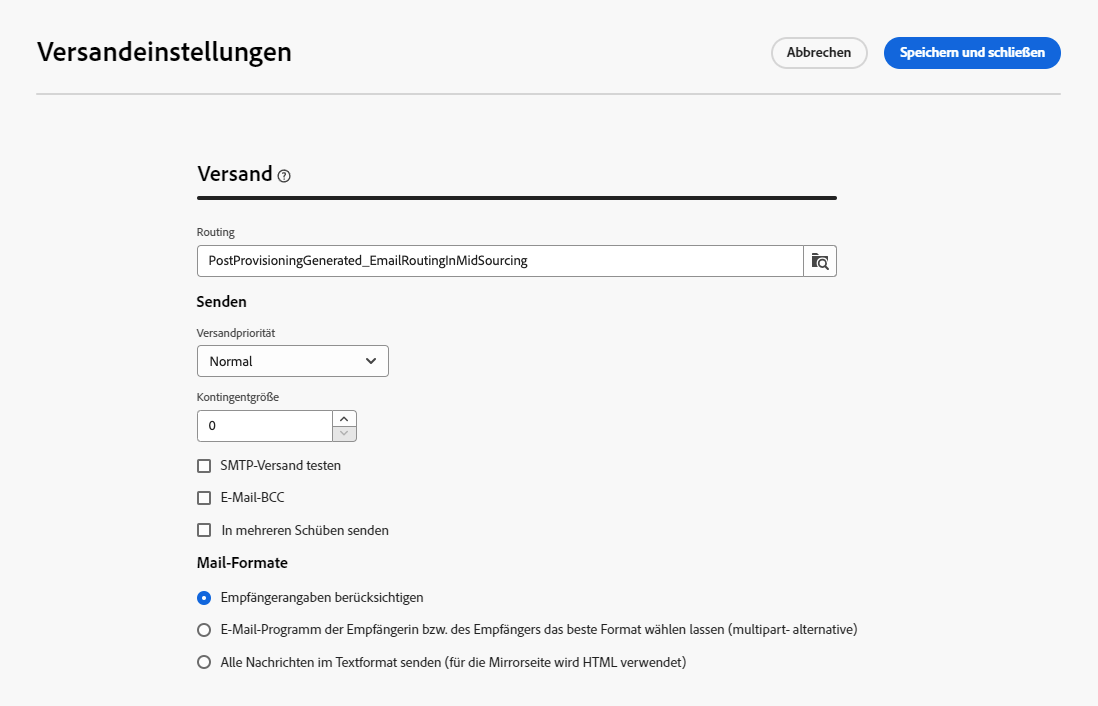 Versandeinstellungen
Abbrechen
Speichern und schließen
Versand
Routing
PostProvisioningGenerated_EmailRoutingInMidSourcing
Senden
Versandpriorität
Normal
Kontingentgröße
0
SMTP-Versand testen
E-Mail-BCC
In mehreren Schüben senden
Mail-Formate
Empfängerangaben berücksichtigen
E-Mail-Programm der Empfängerin bzw. des Empfängers das beste Format wählen lassen (multipart- alternative)
Alle Nachrichten im Textformat senden (für die Mirrorseite wird HTML verwendet)